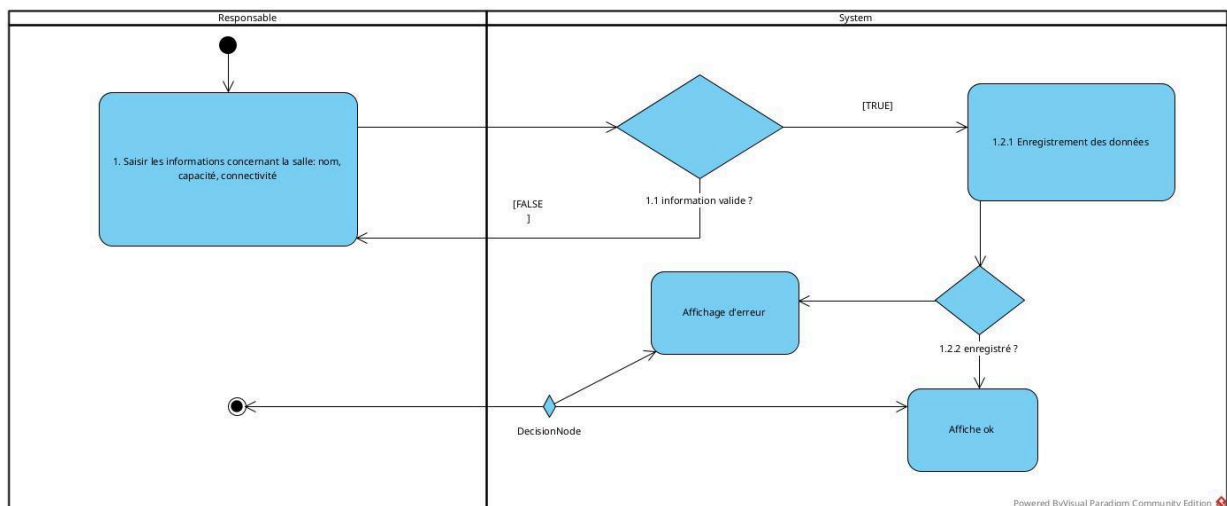 Responsable
System
1. Saisir les informations concernant la salle: nom,
capacité, connectivité
[TRUE]
1.2.1 Enregistrement des données
1.1 information valide ?
[FALSE
]
Affichage d'erreur
1.2.2 enregistré ?
DecisionNode
Affiche ok
Powered ByVisual Paradigm Community Edition